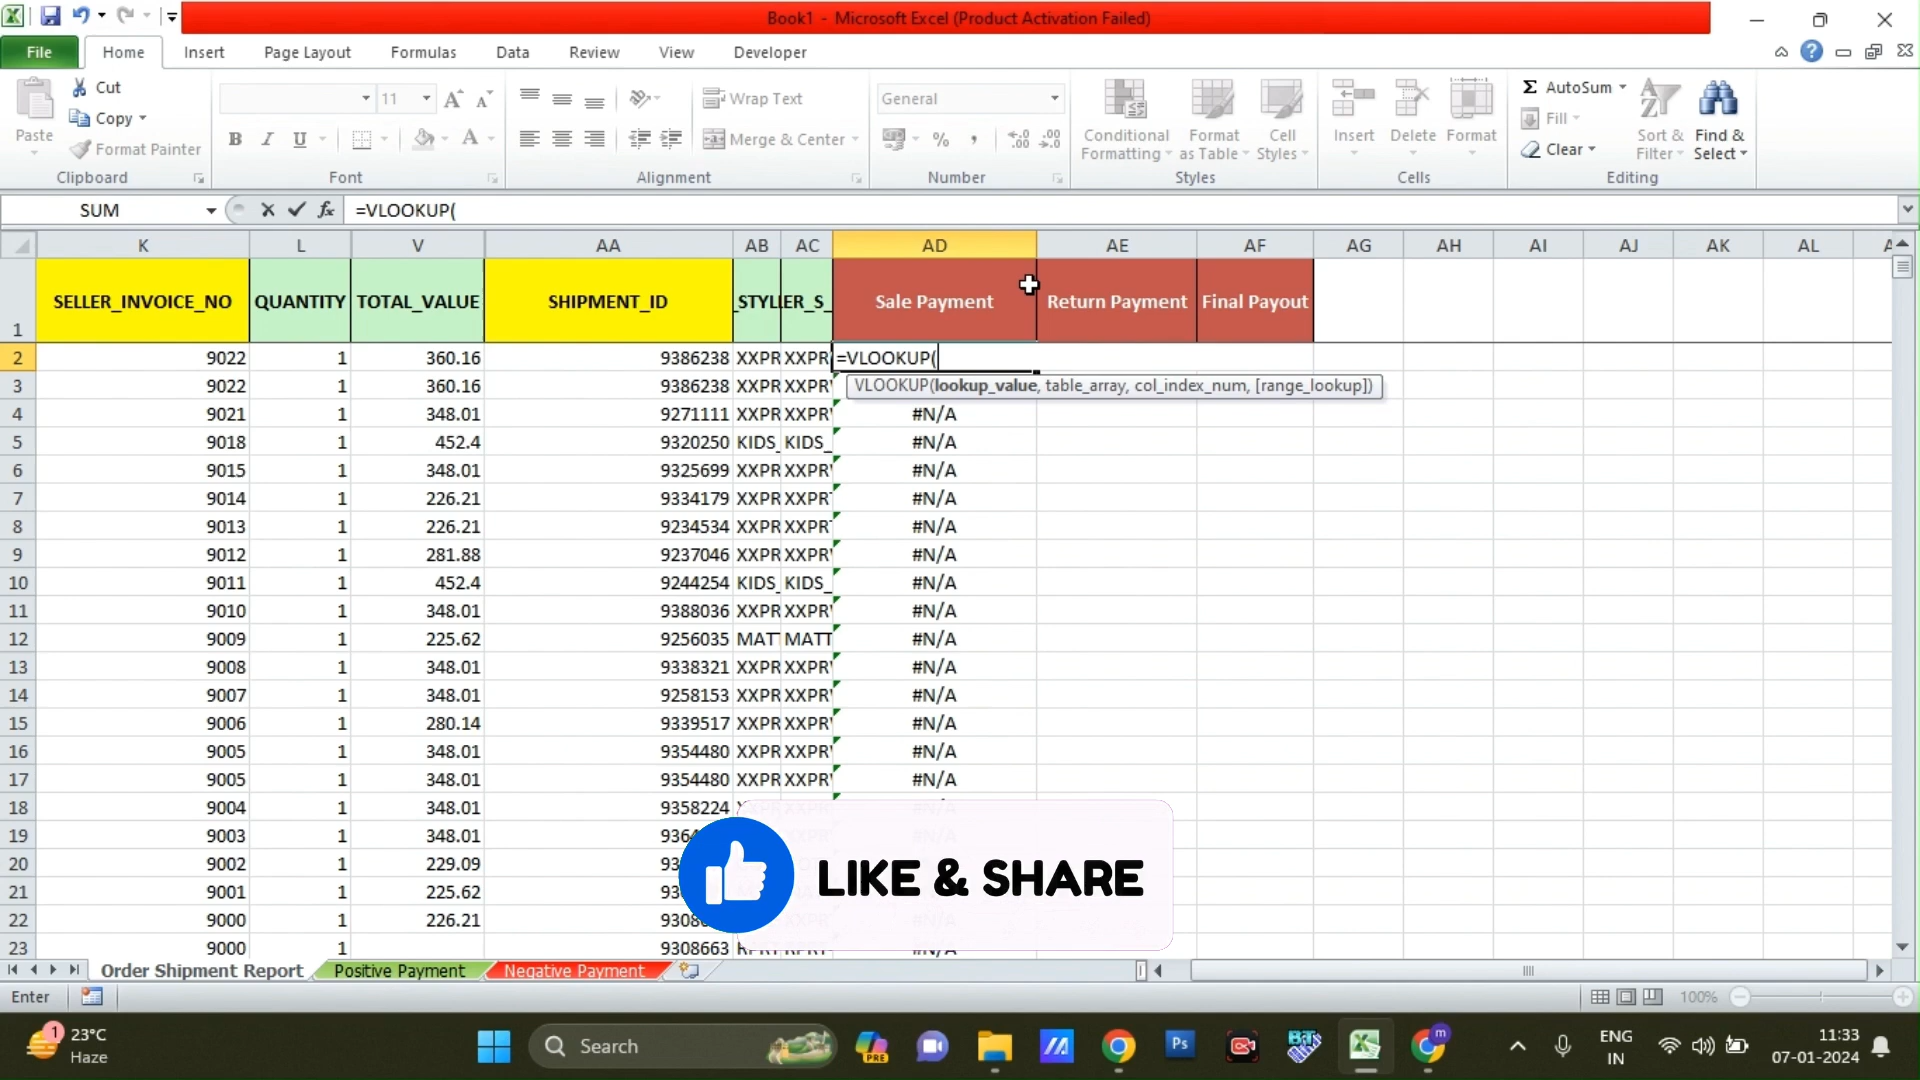 Book1 - Microsoft Excel (Product Activation Failed)
File Home Insert Page Layout Formulas Data Review View Developer
Cut
Copy
Format Painter
Paste
Clipboard
11
B I U
Font
Wrap Text
Merge & Center
Alignment
General
Number
Conditional Formatting
Format as Table
Cell Styles
Styles
Insert Delete Format
Cells
AutoSum
Fill
Clear
Sort & Filter
Find & Select
Editing
SUM =VLOOKUP(
K L V AA AB AC AD AE AF AG AH AI AJ AK AL
1 SELLER_INVOICE_NO QUANTITY TOTAL_VALUE SHIPMENT_ID _STYL ER_S_ Sale Payment Return Payment Final Payout
2 9022 1 360.16 9386238 XXPR XXPR =VLOOKUP(
3 9022 1 360.16 9386238 XXPR XXPR VLOOKUP(lookup_value, table_array, col_index_num, [range_lookup])
4 9021 1 348.01 9271111 XXPR XXPR #N/A
5 9018 1 452.4 9320250 KIDS_ KIDS_ #N/A
6 9015 1 348.01 9325699 XXPR XXPR #N/A
7 9014 1 226.21 9334179 XXPR XXPR #N/A
8 9013 1 226.21 9234534 XXPR XXPR #N/A
9 9012 1 281.88 9237046 XXPR XXPR #N/A
10 9011 1 452.4 9244254 KIDS_ KIDS_ #N/A
11 9010 1 348.01 9388036 XXPR XXPR #N/A
12 9009 1 225.62 9256035 MAT MATT #N/A
13 9008 1 348.01 9338321 XXPR XXPR #N/A
14 9007 1 348.01 9258153 XXPR XXPR #N/A
15 9006 1 280.14 9339517 XXPR XXPR #N/A
16 9005 1 348.01 9354480 XXPR XXPR #N/A
17 9005 1 348.01 9354480 XXPR XXPR #N/A
18 9004 1 348.01 9358224
19 9003 1 348.01
20 9002 1 229.09
21 9001 1 225.62
22 9000 1 226.21
23 9000 1 9308663 #N/A
LIKE & SHARE
Order Shipment Report Positive Payment Negative Payment
Enter 100%
1 23°C
Haze
Search
PRE
Ps
m
ENG
IN
11:33
07-01-2024